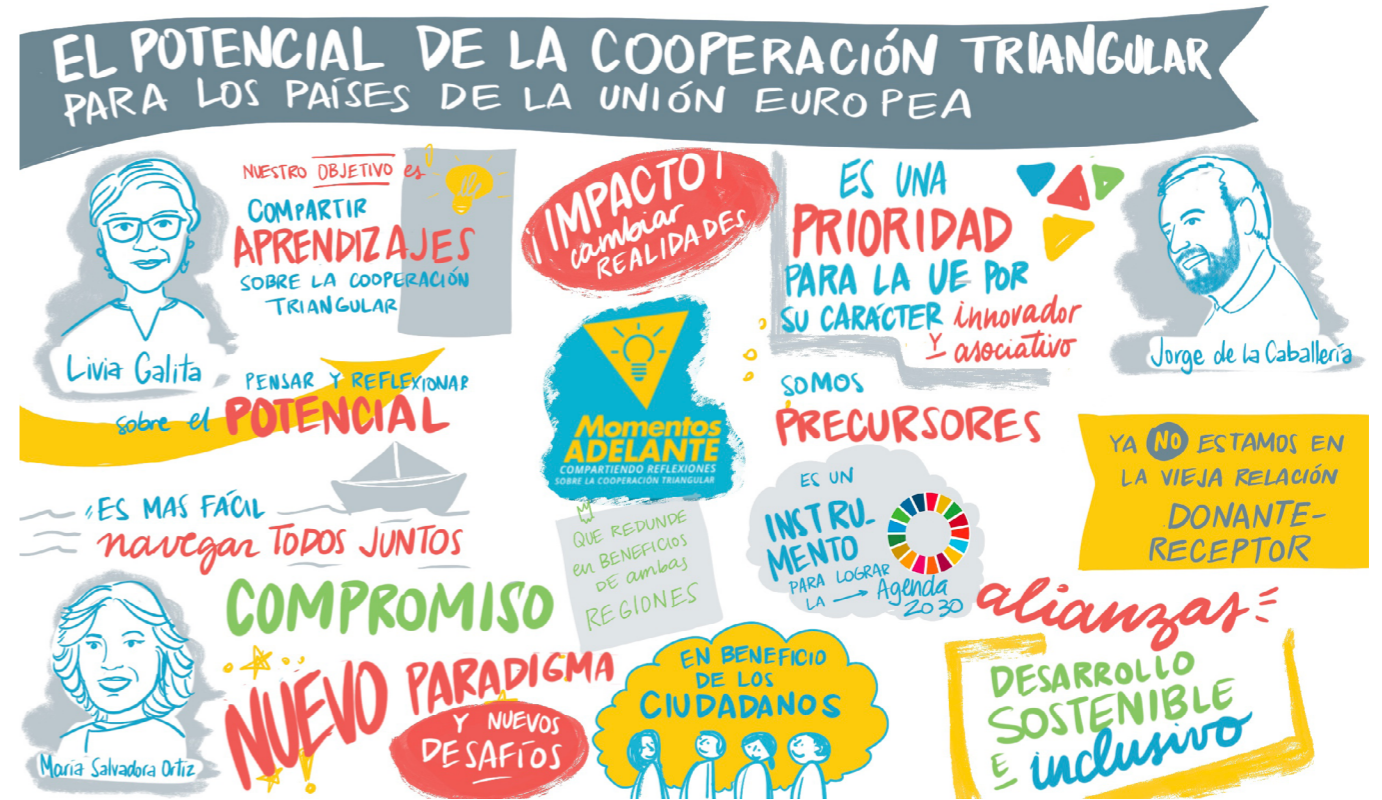 EL POTENCIAL DE LA COOPERACIÓN TRIANGULAR
PARA LOS PAÍSES DE LA UNIÓN EUROPEA
NUESTRO OBJETIVO es
COMPARTIR
APRENDIZAJES
SOBRE LA COOPERACIÓN
TRIANGULAR
Livia Galita
PENSAR Y REFLEXIONAR
sobre el POTENCIAL
ES MAS FÁCIL
navegar TODOS JUNTOS
¡IMPACTO!
cambiar
REALIDADES
Momentos
ADELANTE
COMPARTIENDO REFLEXIONES
SOBRE LA COOPERACIÓN TRIANGULAR
QUE REDUNDE
en BENEFICIOS
DE ambas
REGIONES
ES UNA
PRIORIDAD
PARA LA UE POR
SU CARÁCTER innovador
Y asociativo
Jorge de la Caballería
SOMOS
PRECURSORES
YA NO ESTAMOS EN
LA VIEJA RELACIÓN
DONANTE-
RECEPTOR
ES UN
INSTRU-
MENTO
PARA LOGRAR
LA → Agenda
2030
María Salvadora Ortiz
COMPROMISO
NUEVO PARADIGMA
Y NUEVOS
DESAFÍOS
EN BENEFICIO
DE LOS
CIUDADANOS
alianzas
DESARROLLO
SOSTENIBLE
E inclusivo